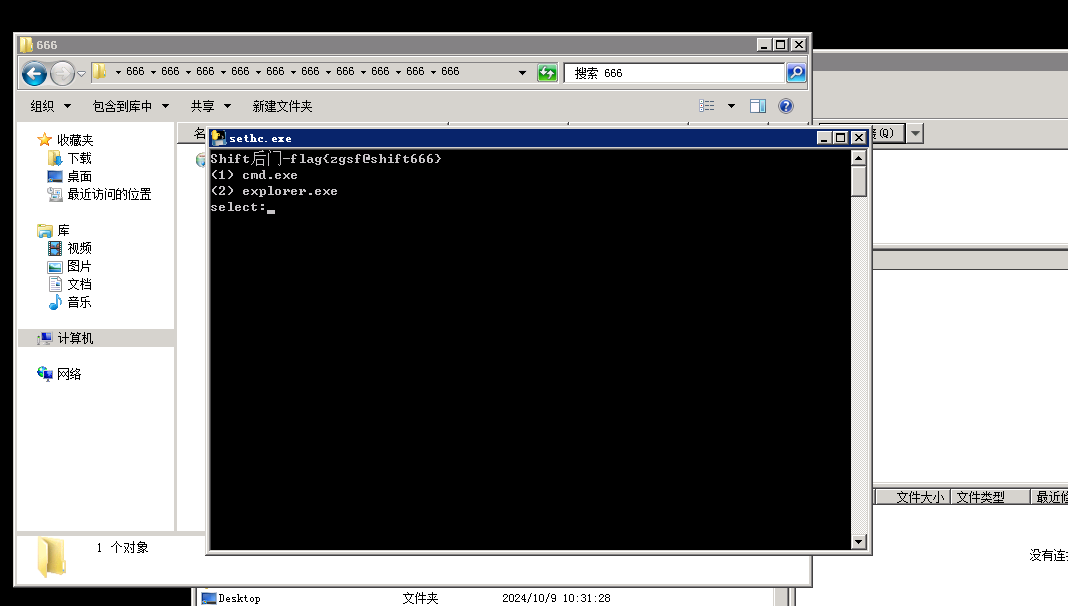 666
666 666 666 666 666 666 666 666 666 666
搜索 666
组织 包含到库中 共享 新建文件夹
收藏夹
下载
桌面
最近访问的位置
库
视频
图片
文档
音乐
计算机
网络
1 个对象
名
sethc.exe
Shift后门-flag{zgsf@shift666}
(1) cmd.exe
(2) explorer.exe
select:
(Q)
文件大小 文件类型 最近
没有连
Desktop 文件夹 2024/10/9 10:31:28